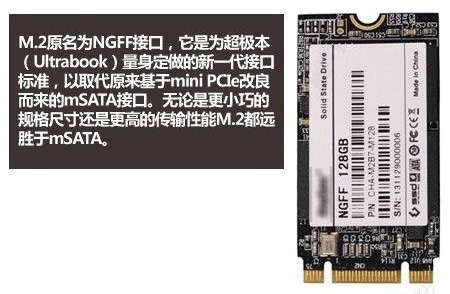 M.2原名为NGFF接口，它是为超极本
（Ultrabook）量身定做的新一代接口
标准，以取代原来基于mini PCIe改良
而来的mSATA接口。无论是更小巧的
规格尺寸还是更高的传输性能M.2都远
胜于mSATA。
Solid State Drive
NGFF 128GB
P/N: CHA-M2B7-M128
S/N: 131129000006
ssd
75
CN2